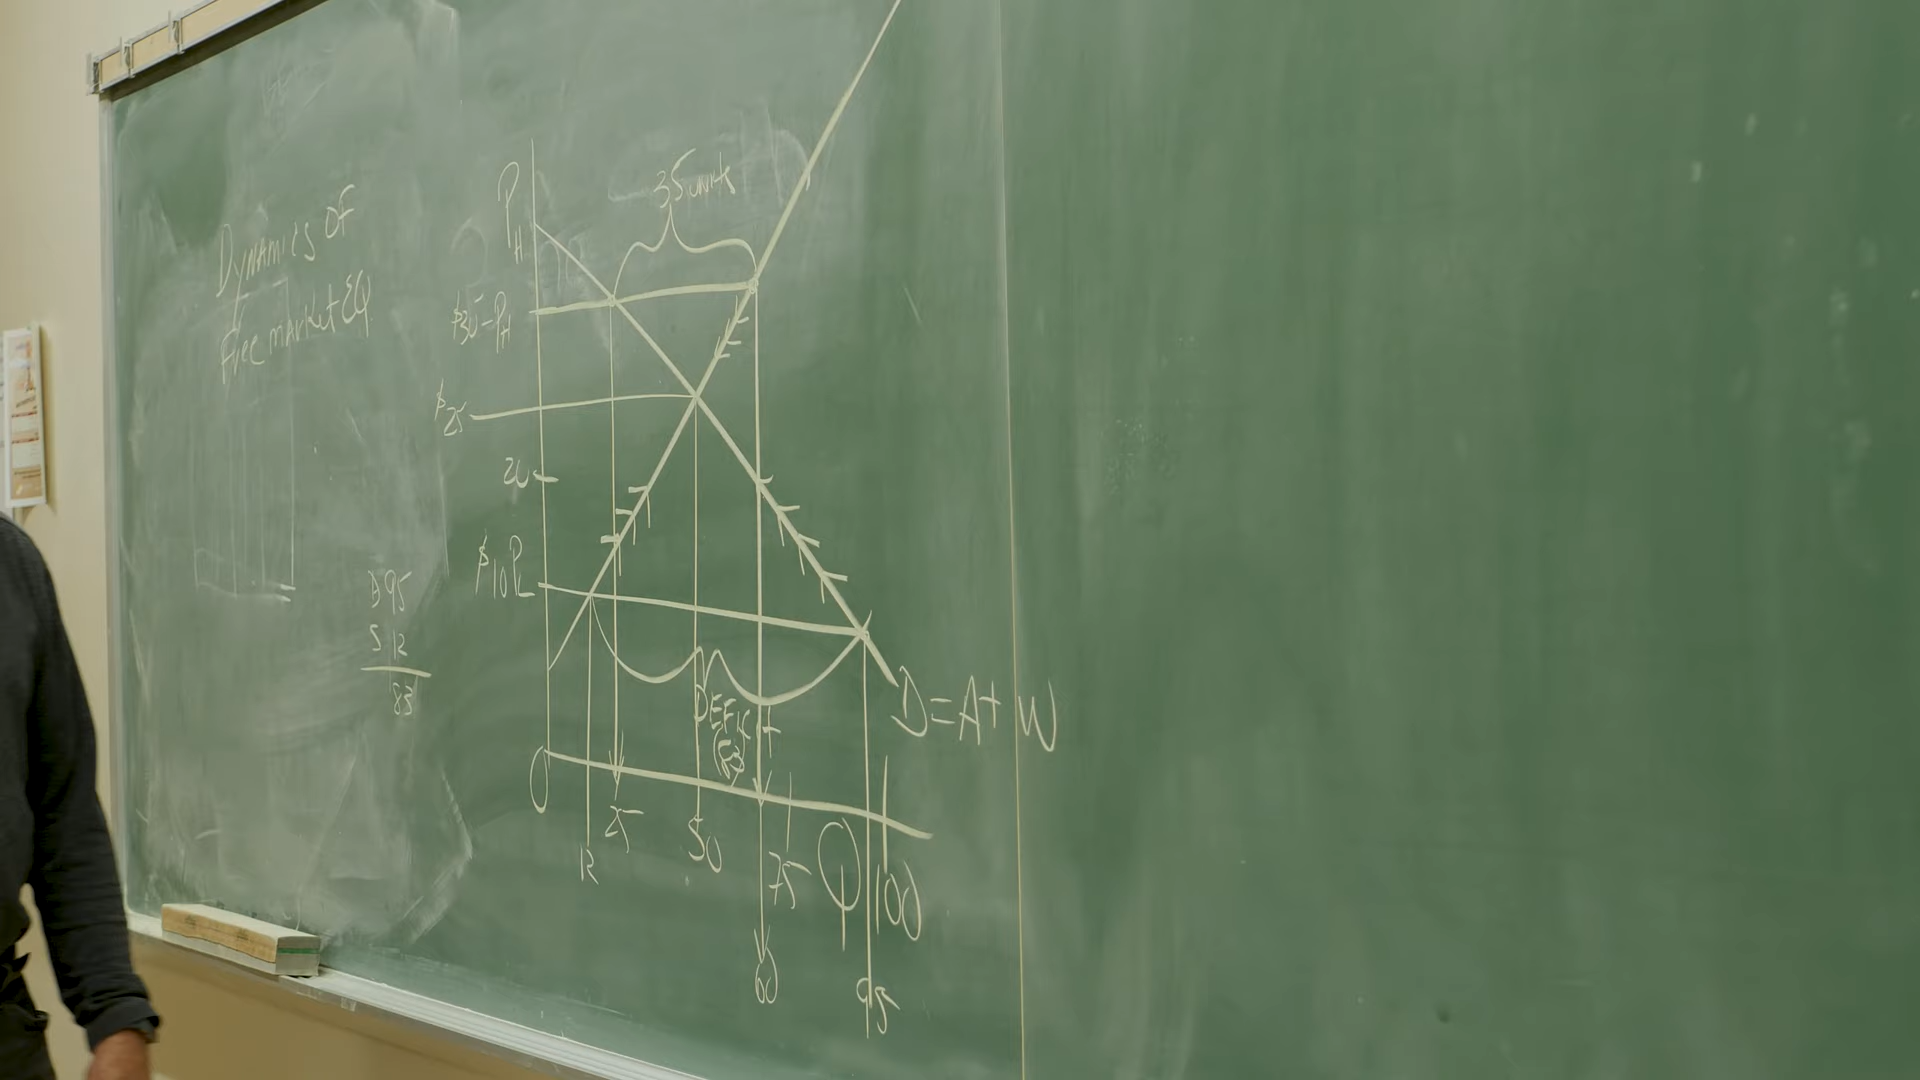 DYNAMICS OF
Free market EQ
P
H
35 units
$30-PH
$25
20
$10 PL
D 95
S 12
83
DEFICIT
(83)
D=A+W
0
12
25
50
75
Q
100
60
95